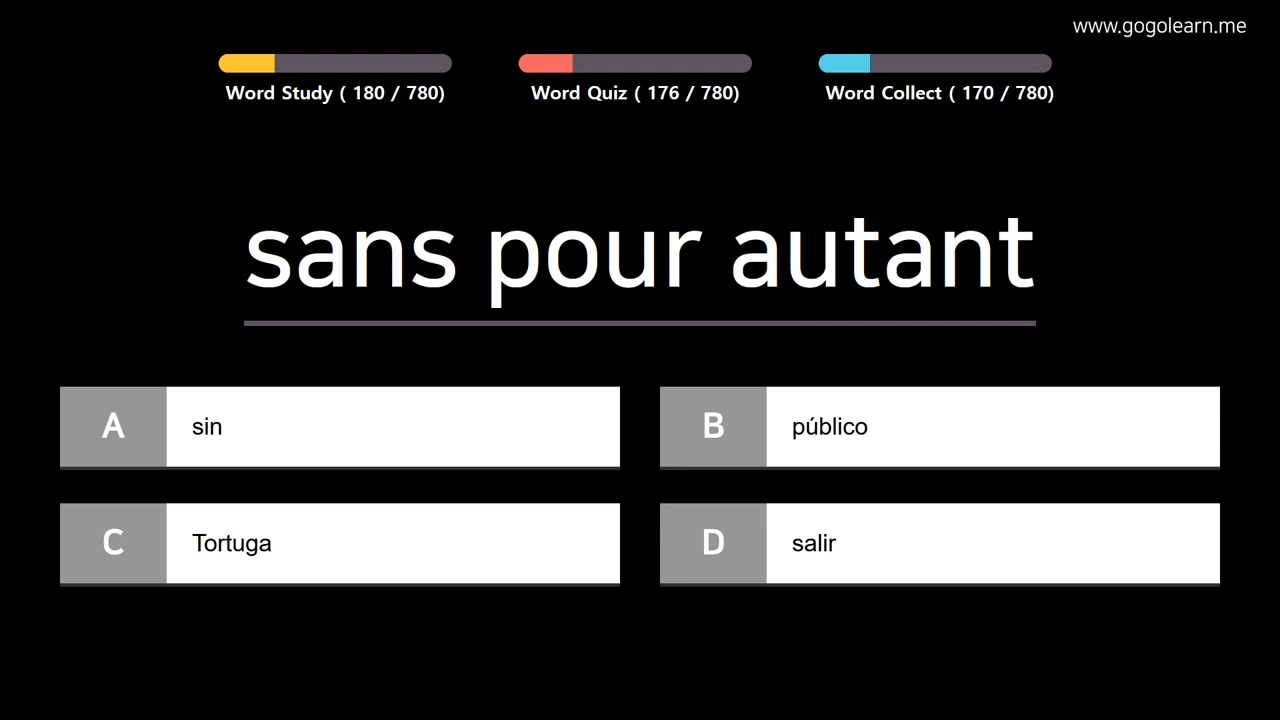 www.gogolearn.me
Word Study ( 180 / 780)
Word Quiz ( 176 / 780)
Word Collect ( 170 / 780)
sans pour autant
A sin
B público
C Tortuga
D salir